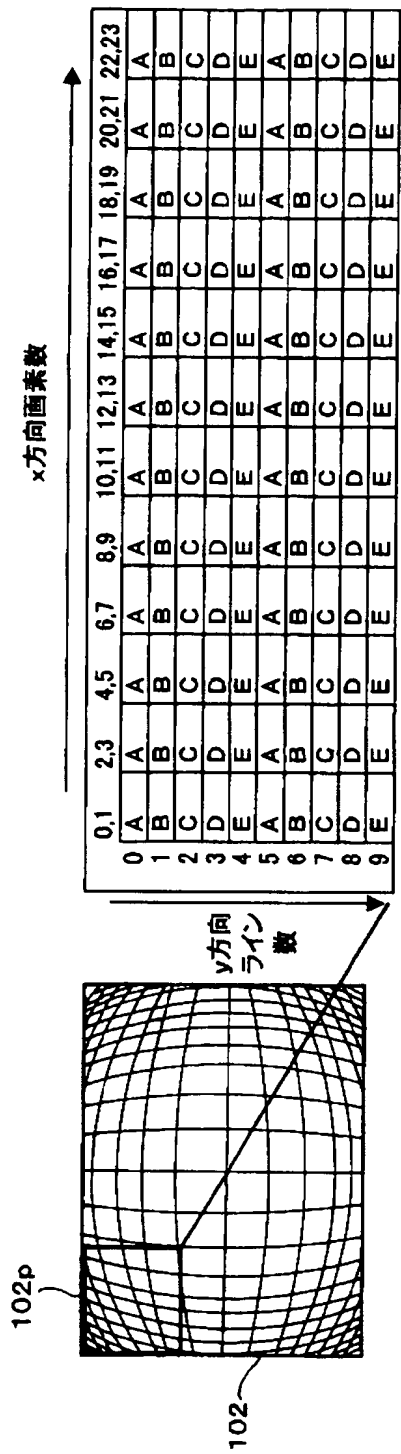 102p
102
x方向画素数
y方向
ライン
数
0,1 2,3 4,5 6,7 8,9 10,11 12,13 14,15 16,17 18,19 20,21 22,23
0 A A A A A A A A A A A A
1 B B B B B B B B B B B B
2 C C C C C C C C C C C C
3 D D D D D D D D D D D D
4 E E E E E E E E E E E E
5 A A A A A A A A A A A A
6 B B B B B B B B B B B B
7 C C C C C C C C C C C C
8 D D D D D D D D D D D D
9 E E E E E E E E E E E E